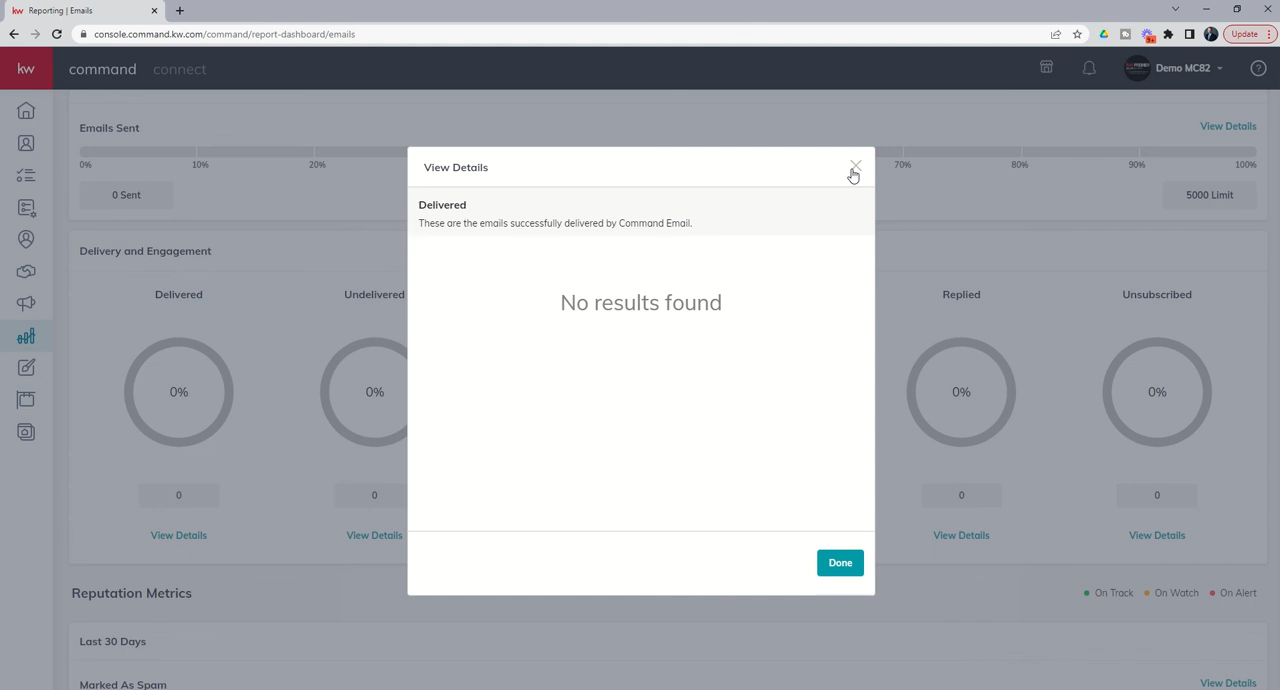 kw Reporting | Emails
console.command.kw.com/command/report-dashboard/emails
9+
Update
kw
command connect
Demo MC82
Emails Sent
View Details
0% 10% 20% 70% 80% 90% 100%
0 Sent
5000 Limit
View Details
Delivered
These are the emails successfully delivered by Command Email.
No results found
Done
Delivery and Engagement
Delivered Undelivered Replied Unsubscribed
0% 0% 0% 0%
0 0 0 0
View Details View Details View Details View Details
Reputation Metrics
On Track On Watch On Alert
Last 30 Days
Marked As Spam
View Details